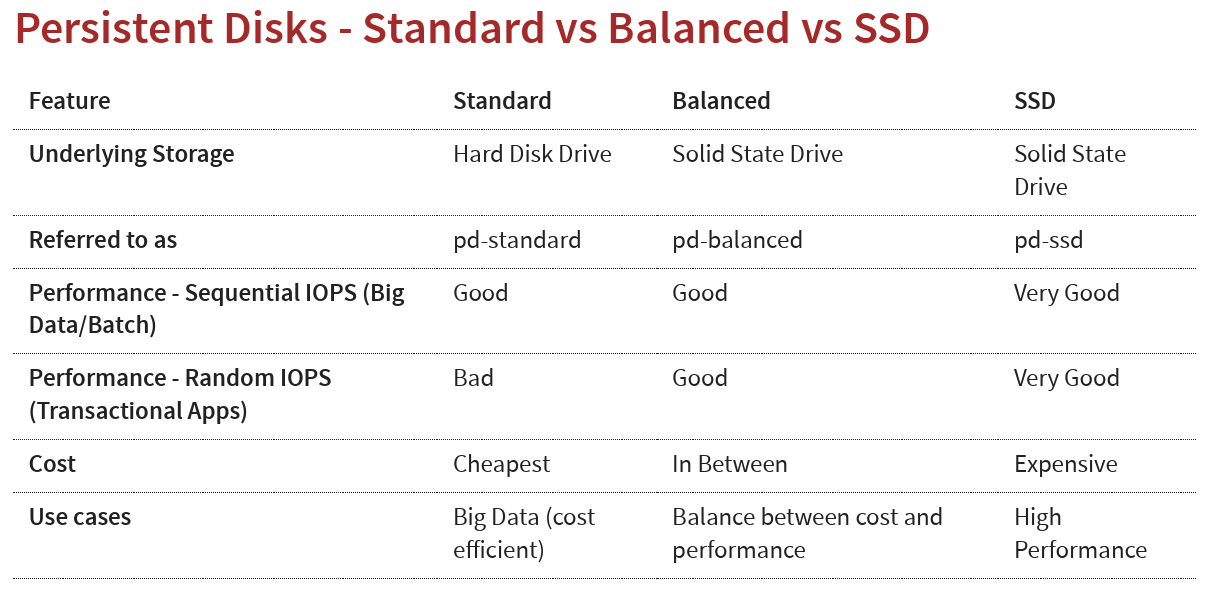 Persistent Disks - Standard vs Balanced vs SSD
Feature Standard Balanced SSD
Underlying Storage Hard Disk Drive Solid State Drive Solid State
Drive
Referred to as pd-standard pd-balanced pd-ssd
Performance - Sequential IOPS (Big Good Good Very Good
Data/Batch)
Performance - Random IOPS Bad Good Very Good
(Transactional Apps)
Cost Cheapest In Between Expensive
Use cases Big Data (cost Balance between cost and High
efficient) performance Performance